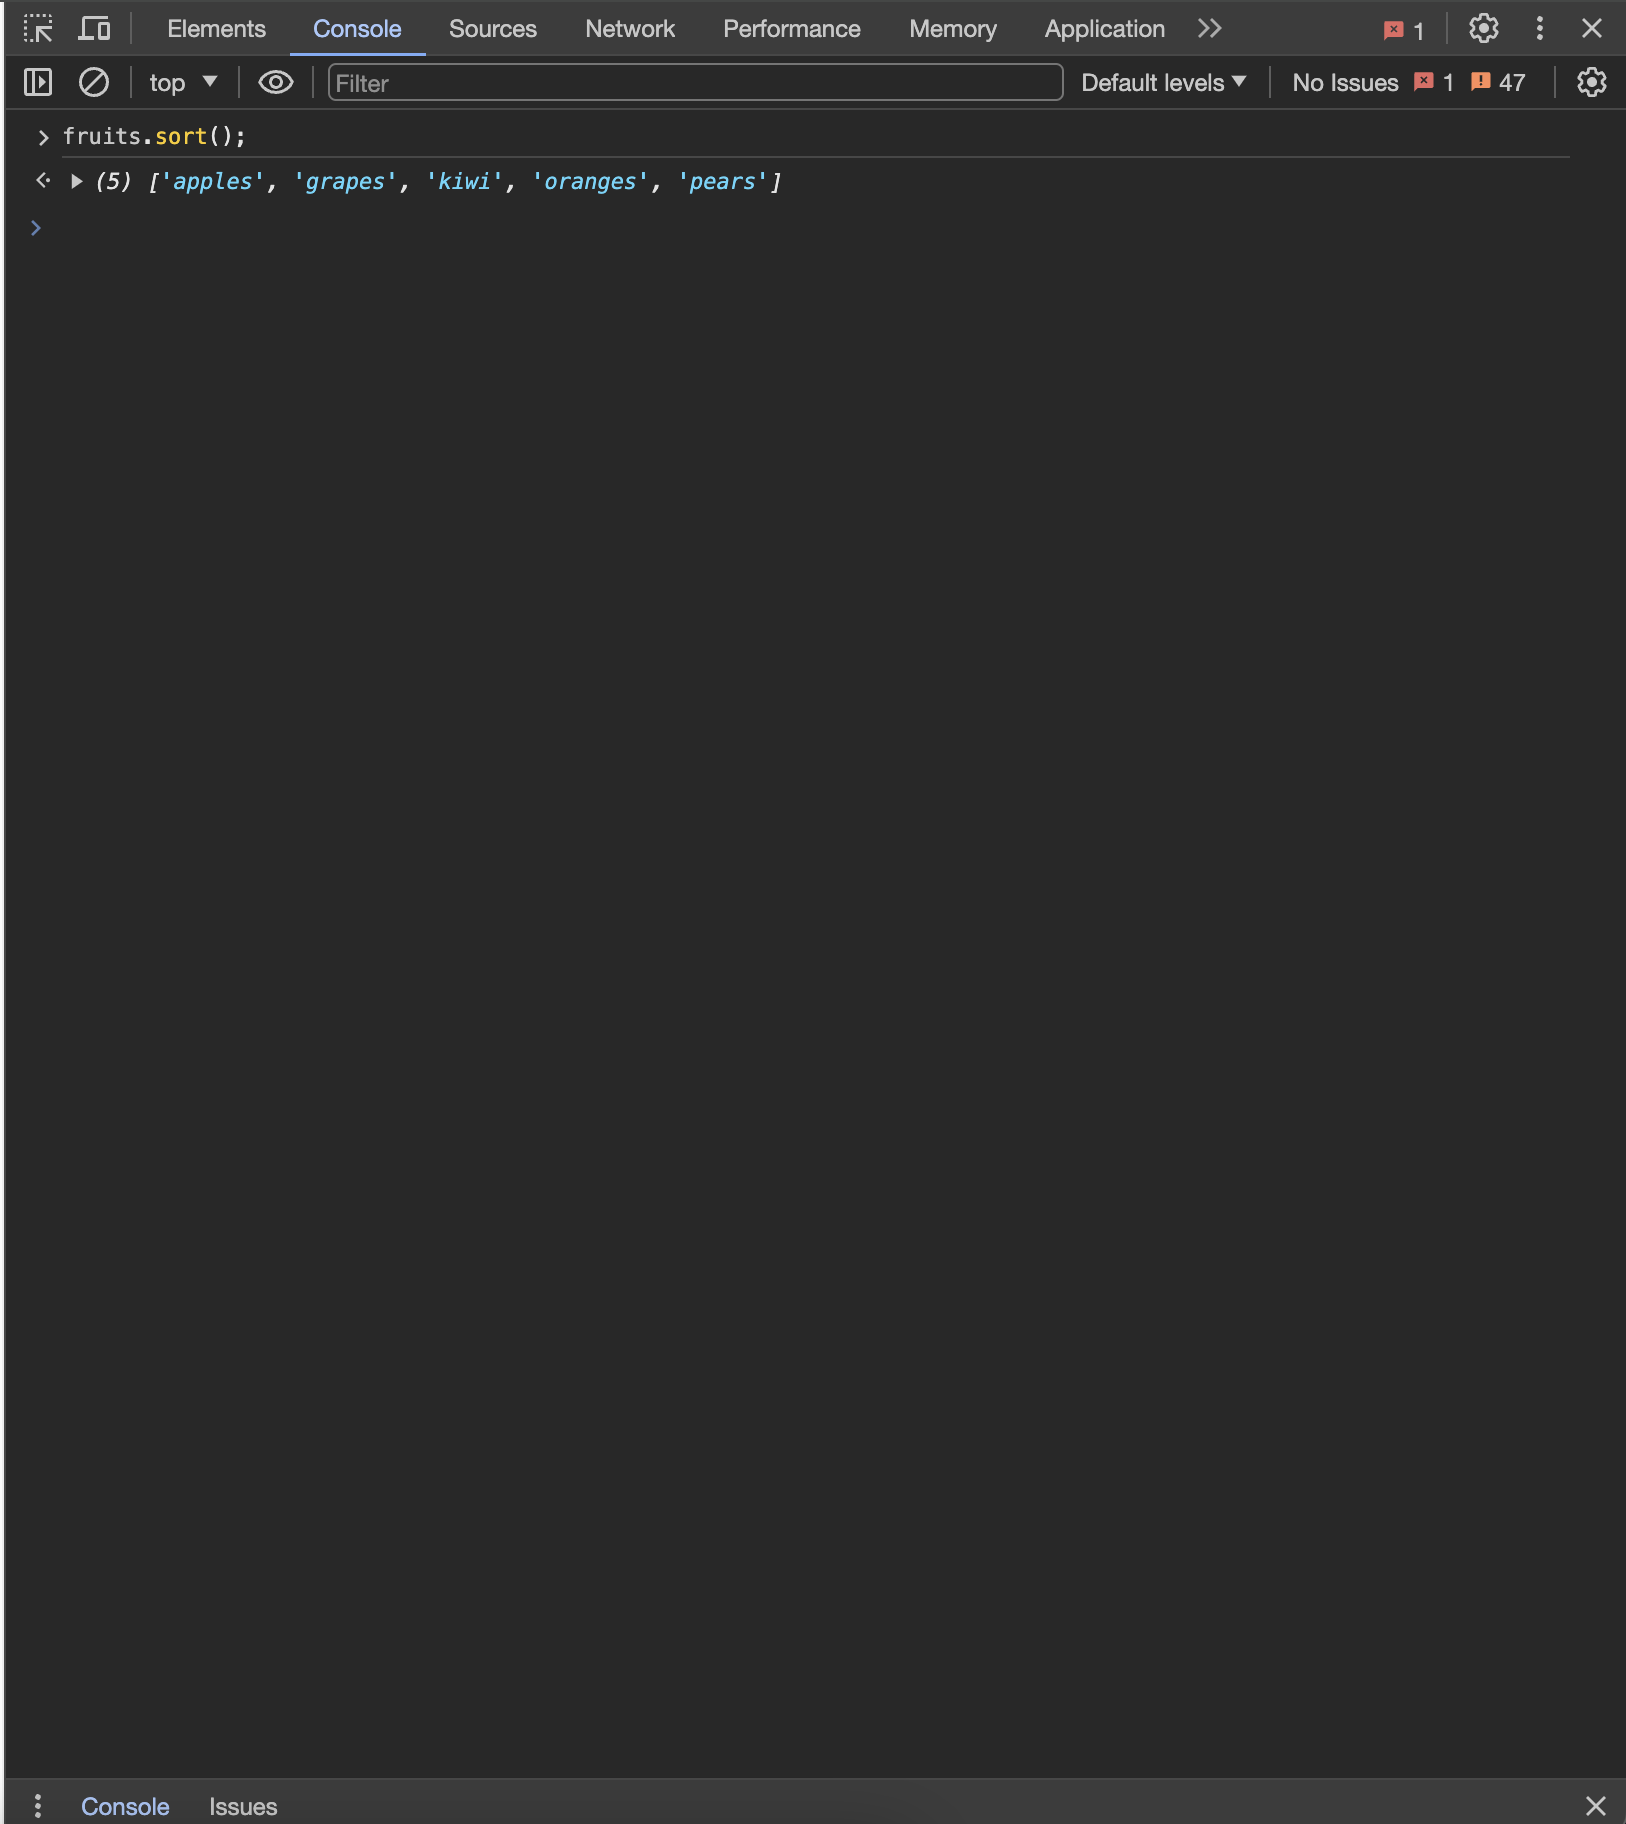 Elements Console Sources Network Performance Memory Application 1
top Filter Default levels No Issues 1 47
fruits.sort();
(5) ['apples', 'grapes', 'kiwi', 'oranges', 'pears']
Console Issues